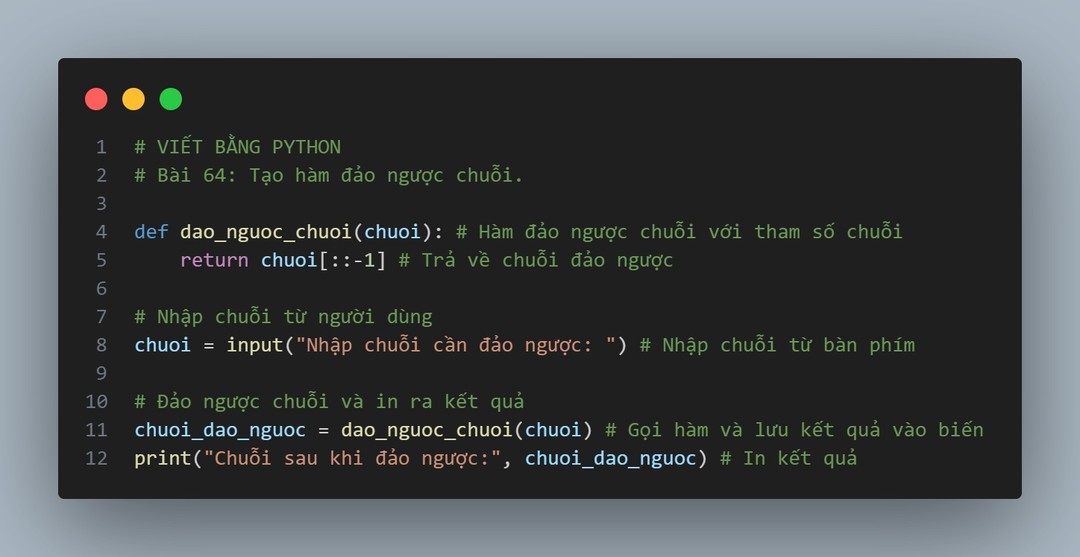 1 # VIẾT BẰNG PYTHON
2 # Bài 64: Tạo hàm đảo ngược chuỗi.
3
4 def dao_nguoc_chuoi(chuoi): # Hàm đảo ngược chuỗi với tham số chuỗi
5     return chuoi[::-1] # Trả về chuỗi đảo ngược
6
7 # Nhập chuỗi từ người dùng
8 chuoi = input("Nhập chuỗi cần đảo ngược: ") # Nhập chuỗi từ bàn phím
9
10 # Đảo ngược chuỗi và in ra kết quả
11 chuoi_dao_nguoc = dao_nguoc_chuoi(chuoi) # Gọi hàm và lưu kết quả vào biến
12 print("Chuỗi sau khi đảo ngược:", chuoi_dao_nguoc) # In kết quả